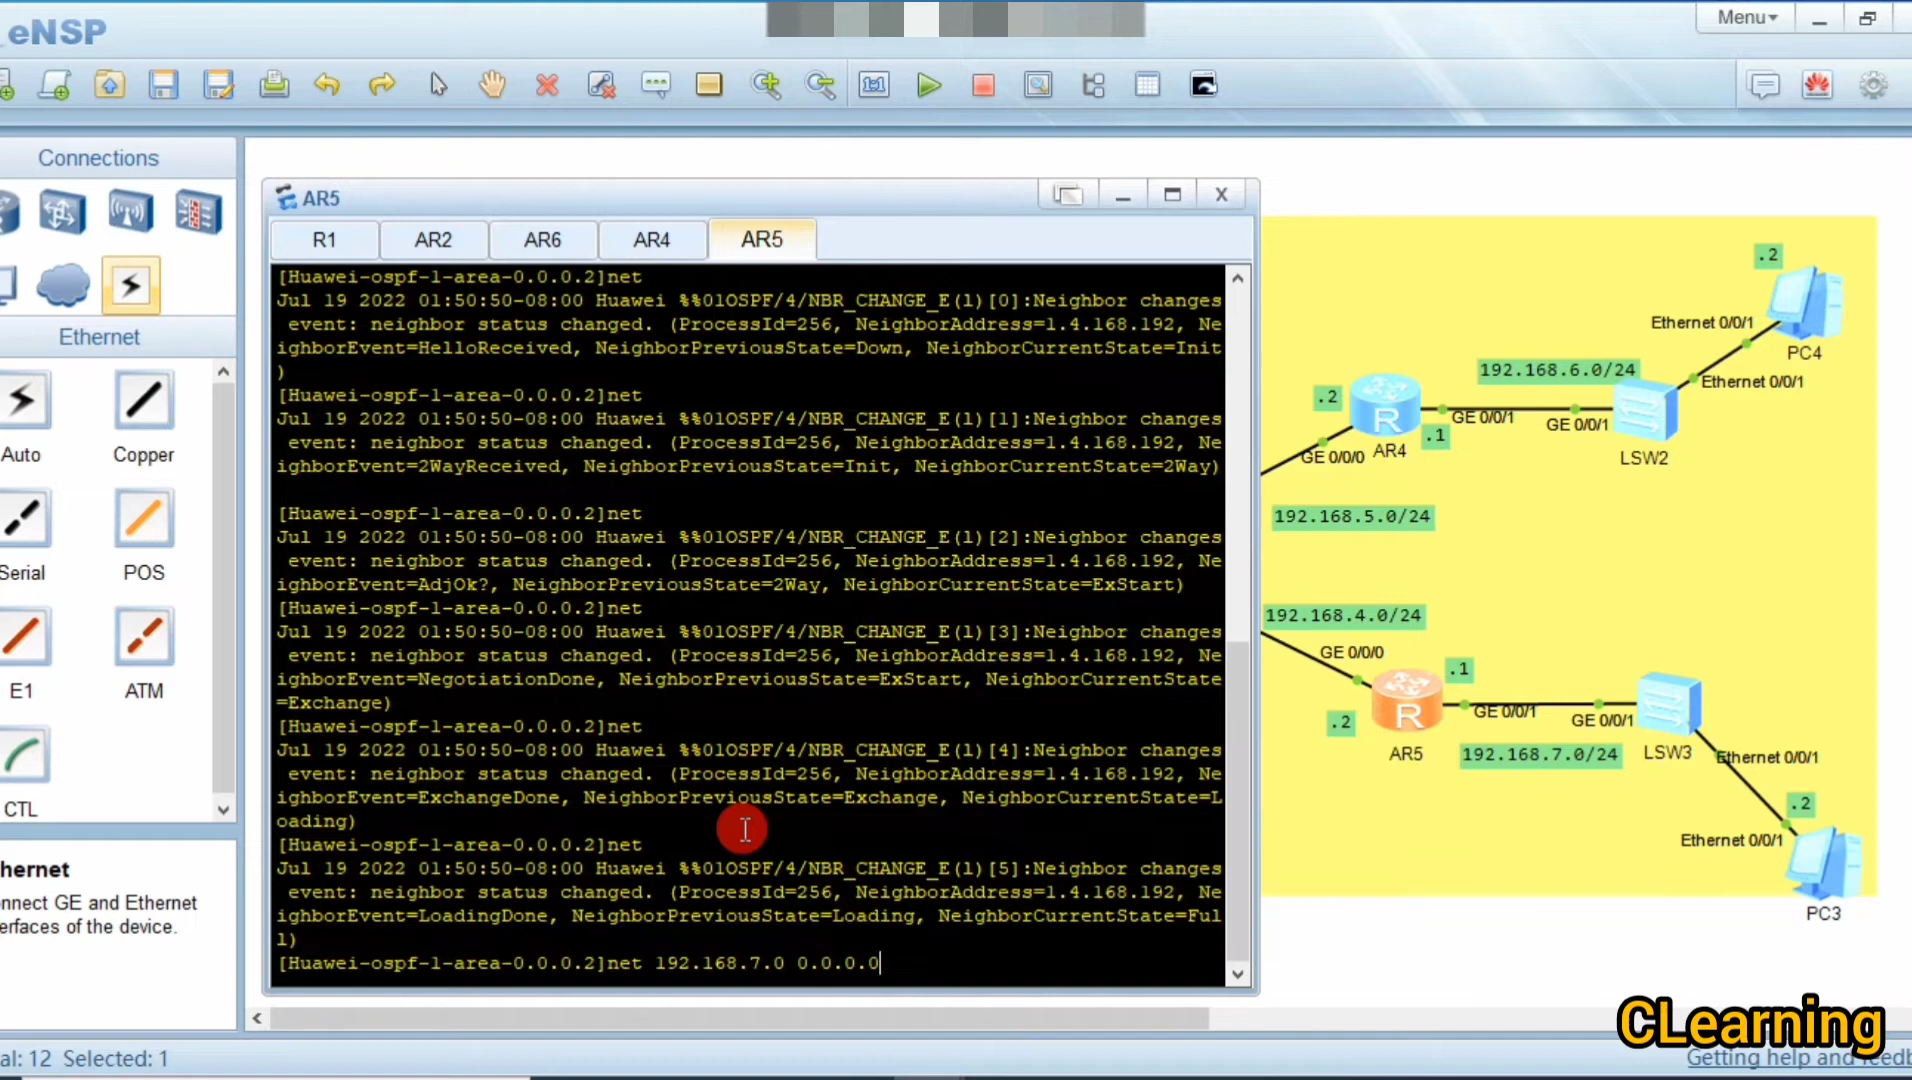 eNSP
Menu
Connections
Ethernet
Auto
Copper
Serial
POS
E1
ATM
CTL
hernet
nnect GE and Ethernet
erfaces of the device.
AR5
R1
AR2
AR6
AR4
AR5
[Huawei-ospf-1-area-0.0.0.2]net
Jul 19 2022 01:50:50-08:00 Huawei %%01OSPF/4/NBR_CHANGE_E(l)[0]:Neighbor changes
event: neighbor status changed. (ProcessId=256, NeighborAddress=1.4.168.192, Ne
ighborEvent=HelloReceived, NeighborPreviousState=Down, NeighborCurrentState=Init
)
[Huawei-ospf-1-area-0.0.0.2]net
Jul 19 2022 01:50:50-08:00 Huawei %%01OSPF/4/NBR_CHANGE_E(l)[1]:Neighbor changes
event: neighbor status changed. (ProcessId=256, NeighborAddress=1.4.168.192, Ne
ighborEvent=2WayReceived, NeighborPreviousState=Init, NeighborCurrentState=2Way)
[Huawei-ospf-1-area-0.0.0.2]net
Jul 19 2022 01:50:50-08:00 Huawei %%01OSPF/4/NBR_CHANGE_E(l)[2]:Neighbor changes
event: neighbor status changed. (ProcessId=256, NeighborAddress=1.4.168.192, Ne
ighborEvent=AdjOk?, NeighborPreviousState=2Way, NeighborCurrentState=ExStart)
[Huawei-ospf-1-area-0.0.0.2]net
Jul 19 2022 01:50:50-08:00 Huawei %%01OSPF/4/NBR_CHANGE_E(l)[3]:Neighbor changes
event: neighbor status changed. (ProcessId=256, NeighborAddress=1.4.168.192, Ne
ighborEvent=NegotiationDone, NeighborPreviousState=ExStart, NeighborCurrentState
=Exchange)
[Huawei-ospf-1-area-0.0.0.2]net
Jul 19 2022 01:50:50-08:00 Huawei %%01OSPF/4/NBR_CHANGE_E(l)[4]:Neighbor changes
event: neighbor status changed. (ProcessId=256, NeighborAddress=1.4.168.192, Ne
ighborEvent=ExchangeDone, NeighborPreviousState=Exchange, NeighborCurrentState=L
oading)
[Huawei-ospf-1-area-0.0.0.2]net
Jul 19 2022 01:50:50-08:00 Huawei %%01OSPF/4/NBR_CHANGE_E(l)[5]:Neighbor changes
event: neighbor status changed. (ProcessId=256, NeighborAddress=1.4.168.192, Ne
ighborEvent=LoadingDone, NeighborPreviousState=Loading, NeighborCurrentState=Ful
l)
[Huawei-ospf-1-area-0.0.0.2]net 192.168.7.0 0.0.0.0
.2
Ethernet 0/0/1
PC4
192.168.6.0/24
Ethernet 0/0/1
.2
GE 0/0/1
GE 0/0/1
.1
GE 0/0/0
AR4
LSW2
192.168.5.0/24
192.168.4.0/24
GE 0/0/0
.1
.2
GE 0/0/1
GE 0/0/1
AR5
192.168.7.0/24
LSW3
Ethernet 0/0/1
.2
Ethernet 0/0/1
PC3
CLearning
al: 12 Selected: 1
Getting help and feedb